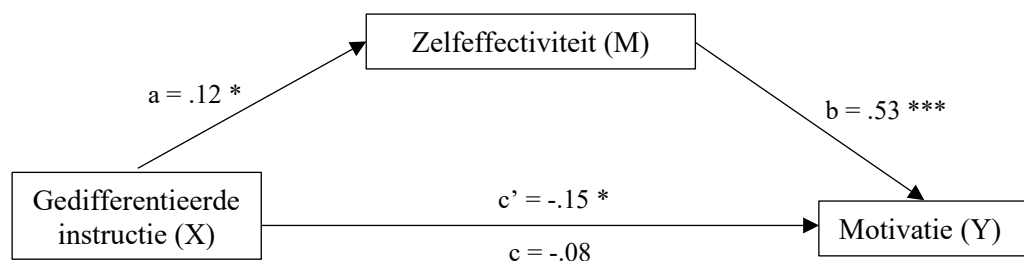 Zelfeffectiviteit (M)
a = .12 *
b = .53 ***
Gedifferentieerde
instructie (X)
c’ = -.15 *
c = -.08
Motivatie (Y)